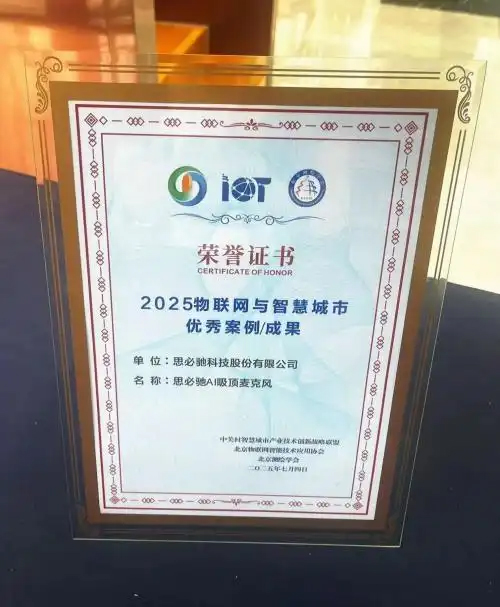 IOT
荣誉证书
CERTIFICATE OF HONOR
2025物联网与智慧城市
优秀案例/成果
单 位：思必驰科技股份有限公司
名 称：思必驰AI吸顶麦克风
中关村智慧城市产业技术创新战略联盟
北京物联网智能技术应用协会
北京测绘学会
二〇二五年七月四日